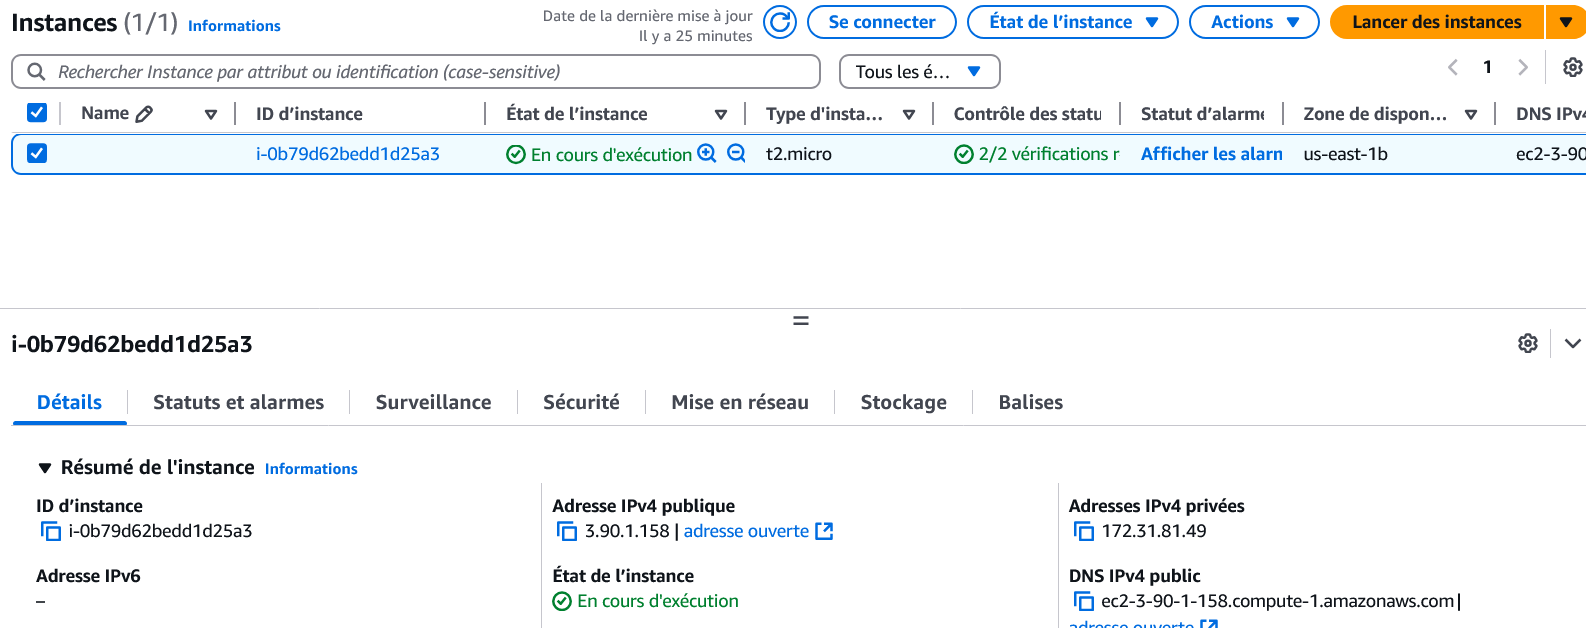 Instances (1/1) Informations
Date de la dernière mise à jour
Il y a 25 minutes
Se connecter
État de l'instance
Actions
Lancer des instances
Rechercher Instance par attribut ou identification (case-sensitive)
Tous les é...
1
Name ID d'instance État de l'instance Type d'insta... Contrôle des statu Statut d'alarme Zone de dispon... DNS IPv4
i-0b79d62bedd1d25a3 En cours d'exécution t2.micro 2/2 vérifications r Afficher les alarn us-east-1b ec2-3-90
i-0b79d62bedd1d25a3
Détails Statuts et alarmes Surveillance Sécurité Mise en réseau Stockage Balises
Résumé de l'instance Informations
ID d'instance
i-0b79d62bedd1d25a3
Adresse IPv4 publique
3.90.1.158 | adresse ouverte
Adresses IPv4 privées
172.31.81.49
Adresse IPv6
–
État de l'instance
En cours d'exécution
DNS IPv4 public
ec2-3-90-1-158.compute-1.amazonaws.com |
adresse ouverte